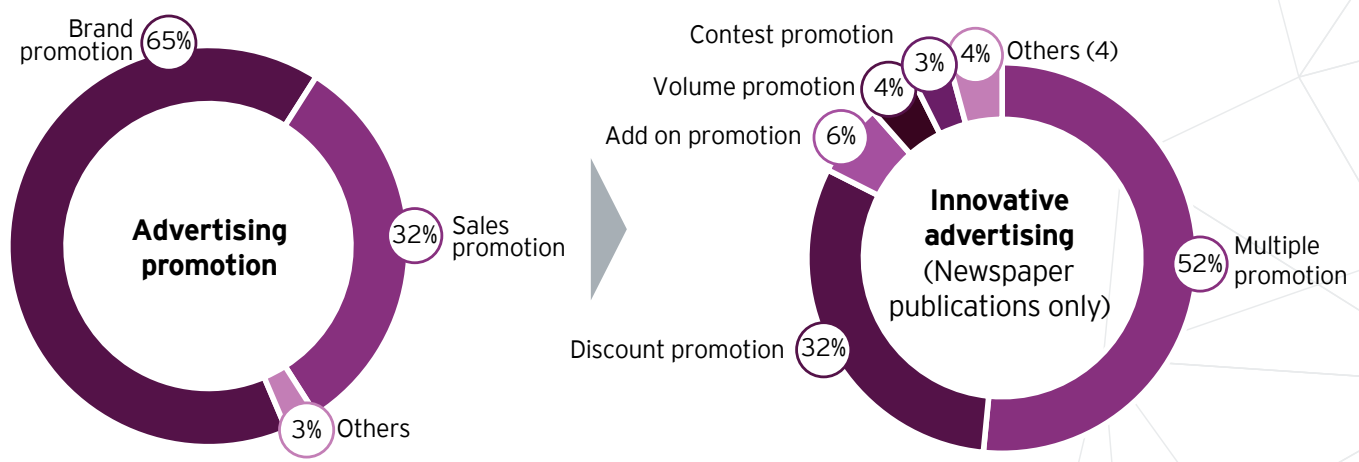 Brand
promotion
65%
Advertising
promotion
32%
Sales
promotion
3%
Others
Contest promotion
3%
4%
Others (4)
Volume promotion
4%
Add on promotion
6%
Innovative
advertising
(Newspaper
publications only)
52%
Multiple
promotion
Discount promotion
32%